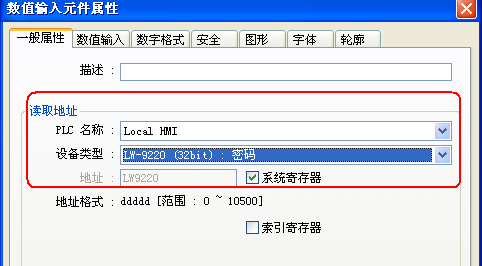 数值输入元件属性
一般属性 数值输入 数字格式 安全 图形 字体 轮廓
描述 :
读取地址
PLC 名称 : Local HMI
设备类型 : LW-9220 (32bit) : 密码
地址 : LW9220 系统寄存器
地址格式 : ddddd [范围 : 0 ~ 10500]
索引寄存器